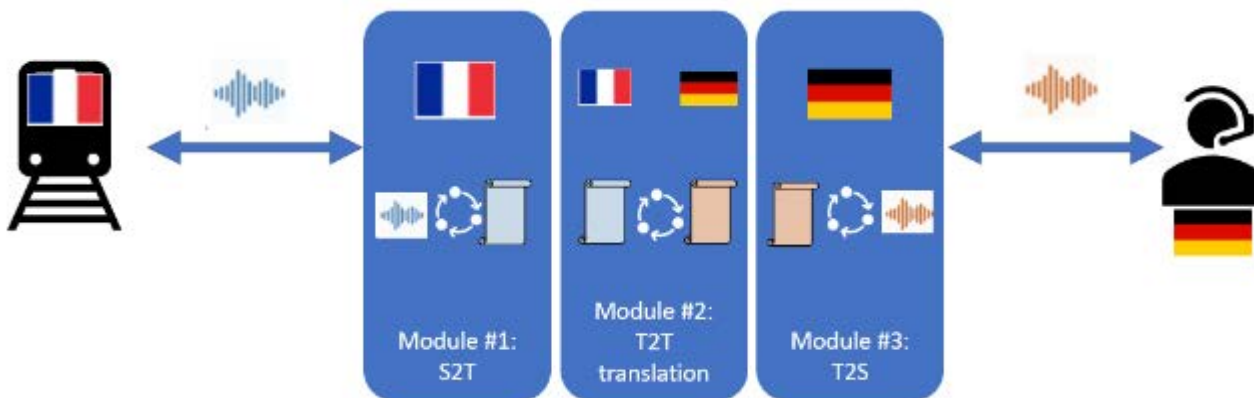 Module #1:
S2T
Module #2:
T2T
translation
Module #3:
T2S